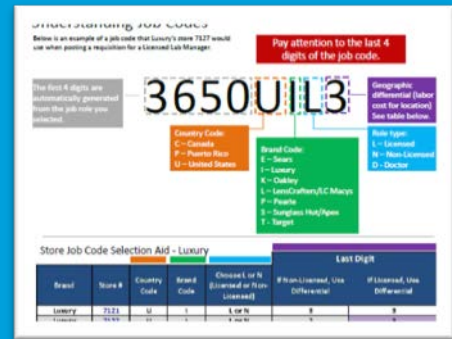 Understanding Job Codes
Below is an example of a job code that Luxury's store 7127 would
use when posting a requisition for a Licensed Lab Manager.
Pay attention to the last 4
digits of the job code.
The first 4 digits are
automatically generated
from the job role you
selected.
3650UIL3
Geographic
differential (labor
cost for location)
See table below.
Country Code:
C – Canada
P – Puerto Rico
U – United States
Brand Code:
E – Sears
I – Luxury
K – Oakley
L – LensCrafters/LC Macys
P – Pearle
3 – Sunglass Hut/Apex
T - Target
Role type:
L – Licensed
N – Non-Licensed
D - Doctor
Store Job Code Selection Aid - Luxury
Last Digit
Brand Store # Country Code Brand Code Choose L or N (Licensed or Non-Licensed) If Non-Licensed, Use Differential If Licensed, Use Differential
Luxury 7121 U I L or N 3 3